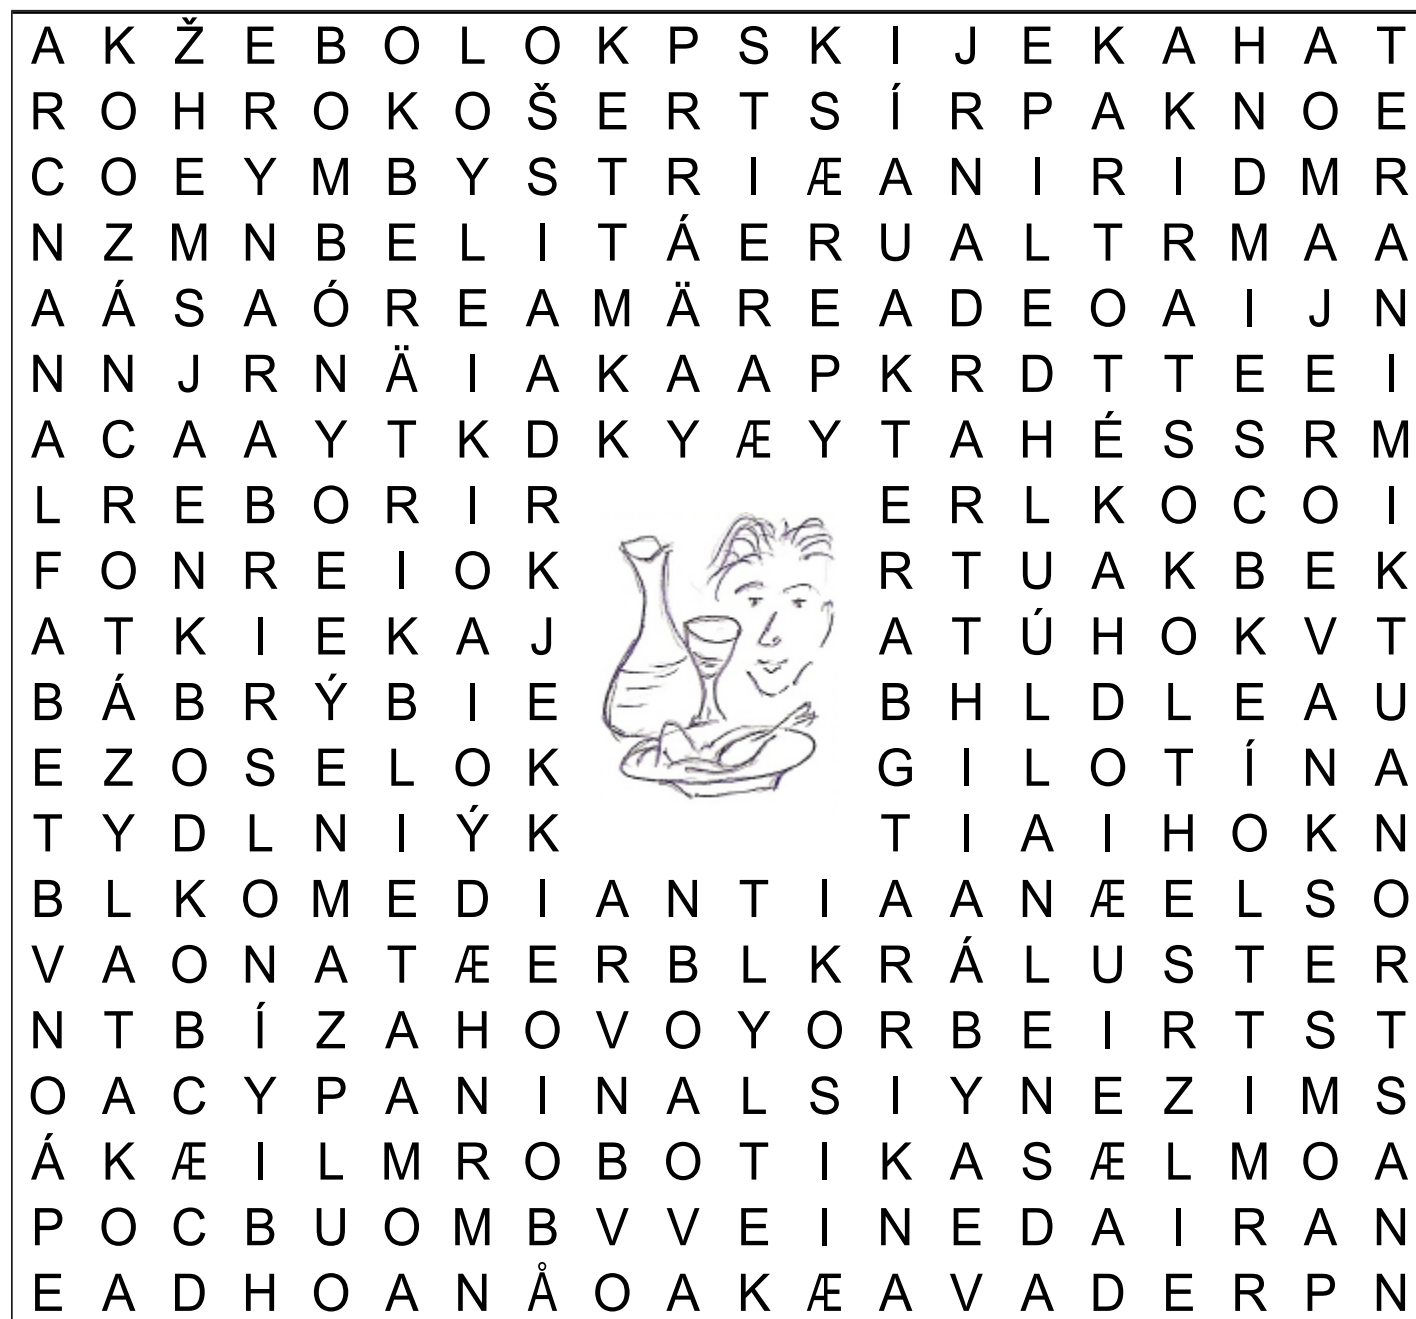 A K Ž E B O L O K P S K I J E K A H A T
R O H R O K O Š E R T S Í R P A K N O E
C O E Y M B Y S T R I Æ A N I R I D M R
N Z M N B E L I T Á E R U A L T R M A A
A Á S A Ó R E A M Ä R E A D E O A I J N
N N J R N Ä I A K A A P K R D T T E E I
A C A A Y T K D K Y Æ Y T A H É S S R M
L R E B O R I R E R L K O C O I
F O N R E I O K R T U A K B E K
A T K I E K A J A T Ú H O K V T
B Á B R Ý B I E B H L D L E A U
E Z O S E L O K G I L O T Í N A
T Y D L N I Ý K T I A I H O K N
B L K O M E D I A N T I A A N Æ E L S O
V A O N A T Æ E R B L K R Á L U S T E R
N T B Í Z A H O V O Y O R B E I R T S T
O A C Y P A N I N A L S I Y N E Z I M S
Á K Æ I L M R O B O T I K A S Æ L M O A
P O C B U O M B V V E I N E D A I R A N
E A D H O A N Å O A K Æ A V A D E R P N